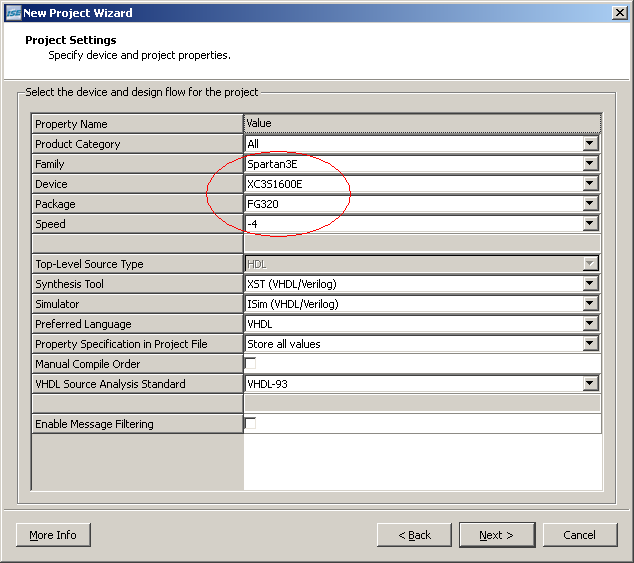 ISE New Project Wizard
Project Settings
Specify device and project properties.
Select the device and design flow for the project
Property Name Value
Product Category All
Family Spartan3E
Device XC3S1600E
Package FG320
Speed -4
Top-Level Source Type HDL
Synthesis Tool XST (VHDL/Verilog)
Simulator ISim (VHDL/Verilog)
Preferred Language VHDL
Property Specification in Project File Store all values
Manual Compile Order
VHDL Source Analysis Standard VHDL-93
Enable Message Filtering
More Info < Back Next > Cancel